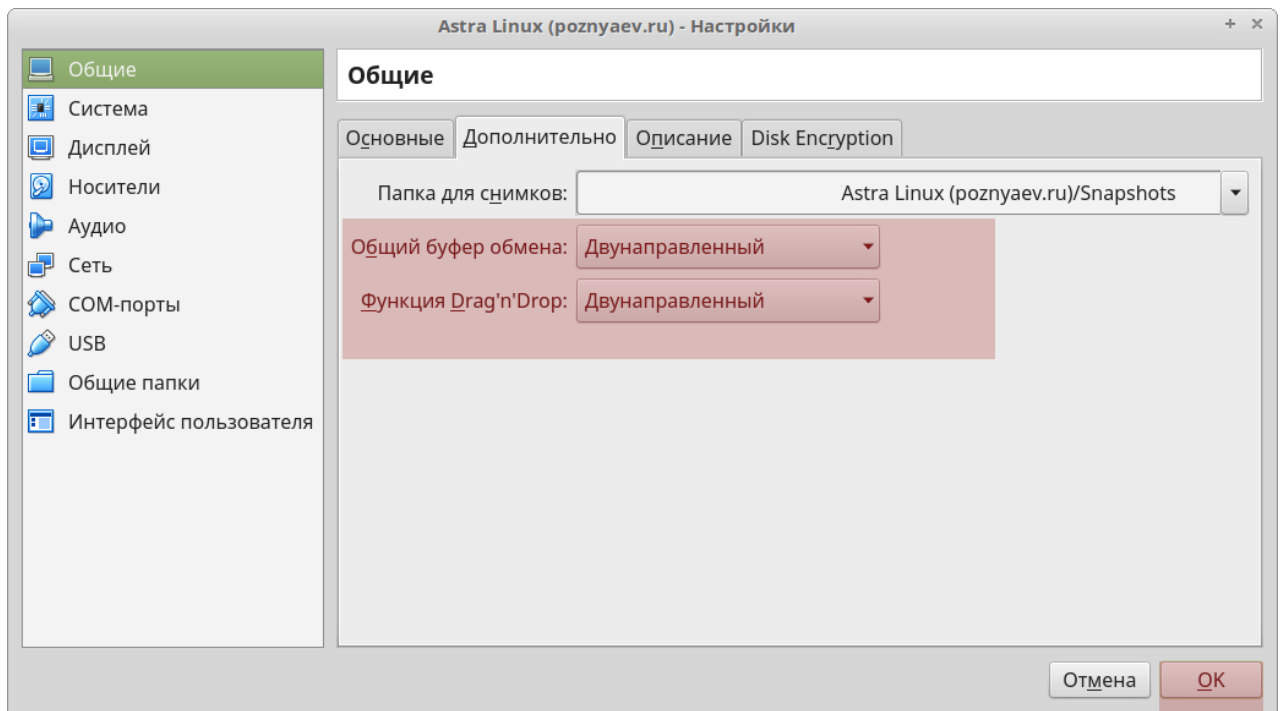 Astra Linux (poznyaev.ru) - Настройки
Общие
Система
Дисплей
Носители
Аудио
Сеть
COM-порты
USB
Общие папки
Интерфейс пользователя
Общие
Основные Дополнительно Описание Disk Encryption
Папка для снимков: Astra Linux (poznyaev.ru)/Snapshots
Общий буфер обмена: Двунаправленный
Функция Drag'n'Drop: Двунаправленный
Отмена OK